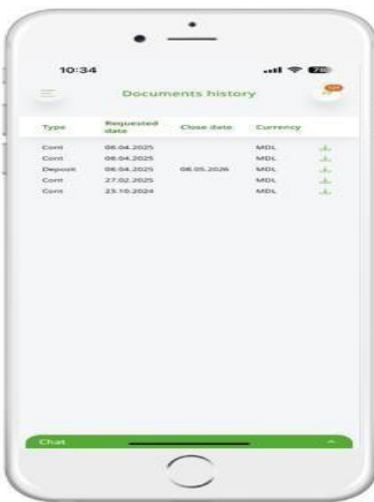 10:34
Documents history
Type Requested date Close date Currency
Cont 08.04.2025 MDL
Cont 08.04.2025 MDL
Deposit 08.04.2025 08.05.2026 MDL
Cont 27.02.2025 MDL
Cont 23.10.2024 MDL
Chat